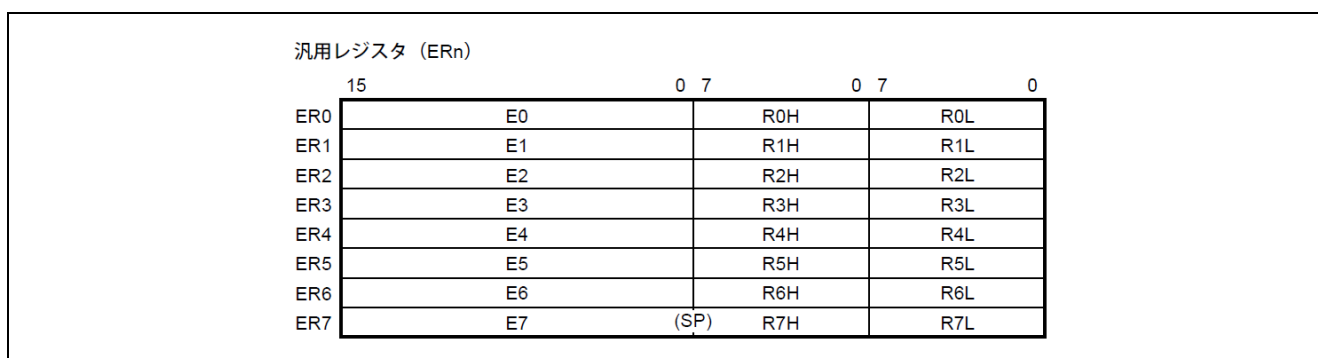 汎用レジスタ（ERn）
15 0 7 0 7 0
ER0 E0 R0H R0L
ER1 E1 R1H R1L
ER2 E2 R2H R2L
ER3 E3 R3H R3L
ER4 E4 R4H R4L
ER5 E5 R5H R5L
ER6 E6 R6H R6L
ER7 E7 (SP) R7H R7L